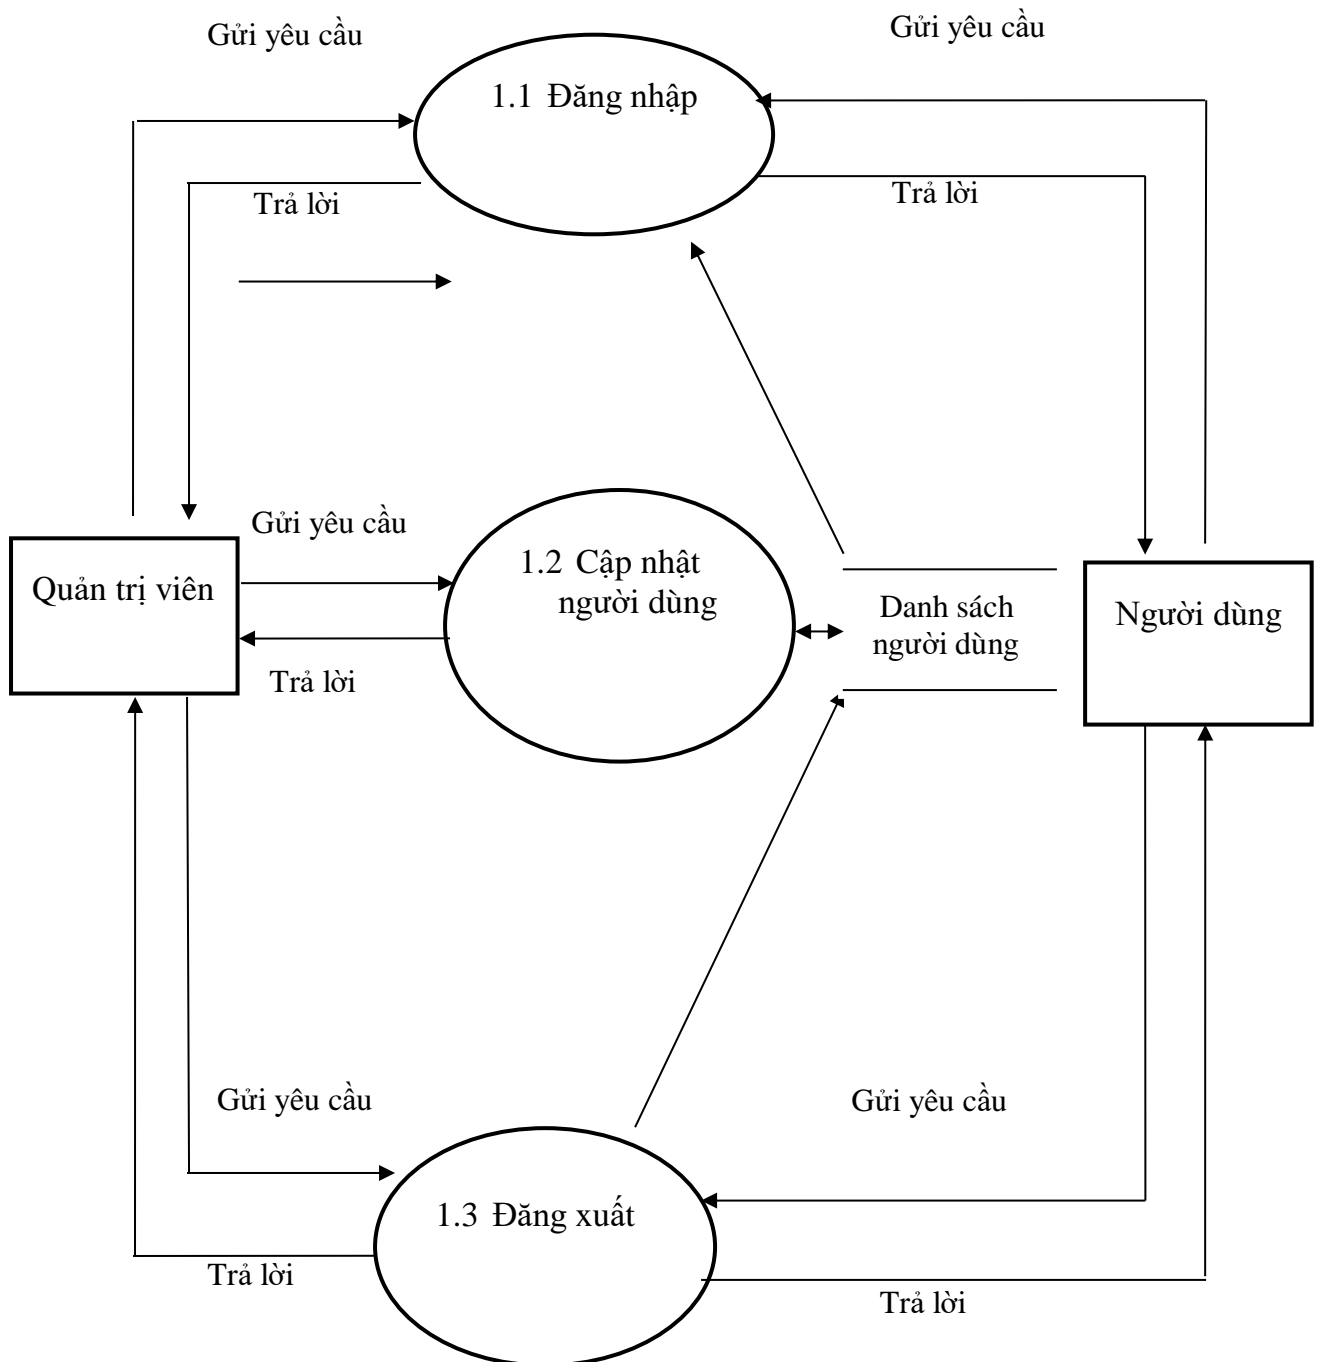 Gửi yêu cầu
Gửi yêu cầu
1.1 Đăng nhập
Trả lời
Trả lời
Gửi yêu cầu
1.2 Cập nhật
người dùng
Quản trị viên
Danh sách
người dùng
Người dùng
Trả lời
Gửi yêu cầu
Gửi yêu cầu
1.3 Đăng xuất
Trả lời
Trả lời